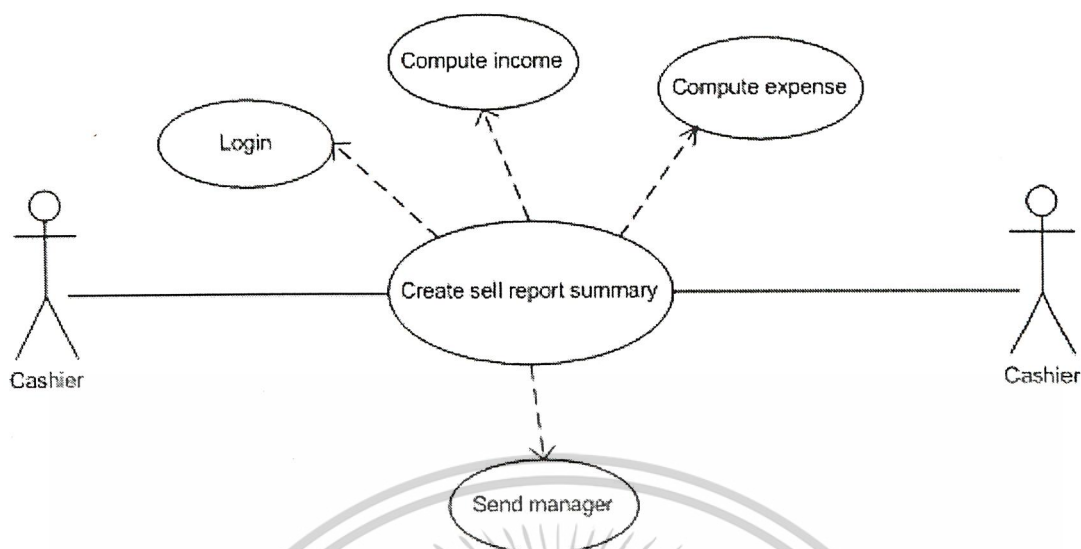 Compute income
Compute expense
Login
Create sell report summary
Cashier
Cashier
Send manager